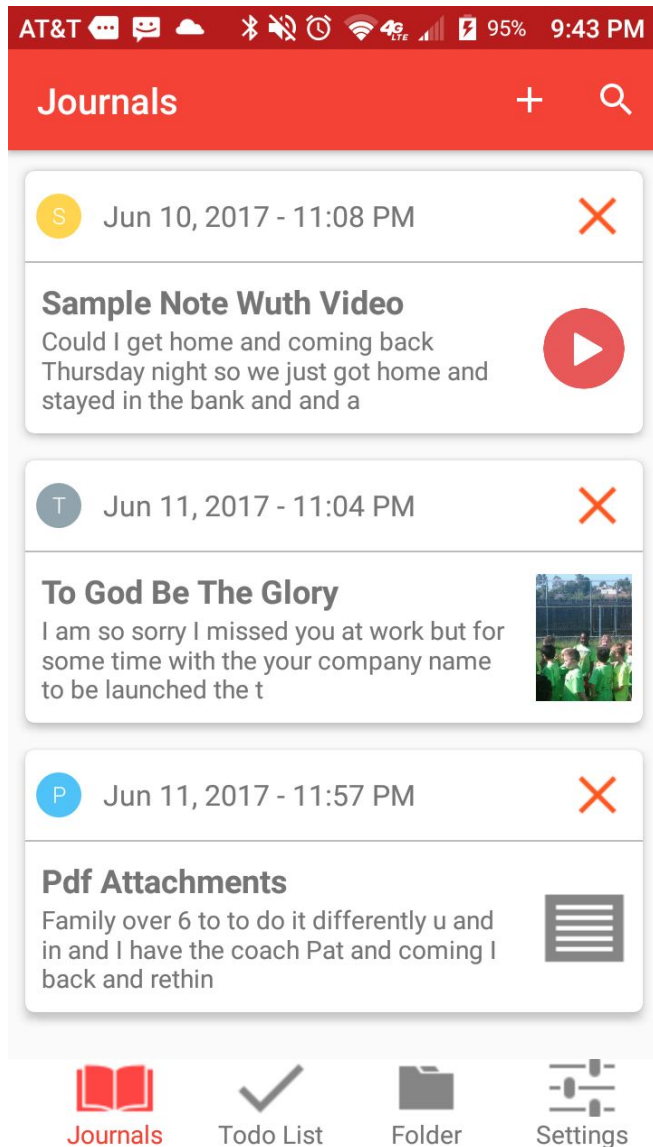 AT&T 4G LTE 95% 9:43 PM
Journals +
S Jun 10, 2017 - 11:08 PM
Sample Note Wuth Video
Could I get home and coming back
Thursday night so we just got home and
stayed in the bank and and a
T Jun 11, 2017 - 11:04 PM
To God Be The Glory
I am so sorry I missed you at work but for
some time with the your company name
to be launched the t
P Jun 11, 2017 - 11:57 PM
Pdf Attachments
Family over 6 to to do it differently u and
in and I have the coach Pat and coming I
back and rethin
Journals Todo List Folder Settings